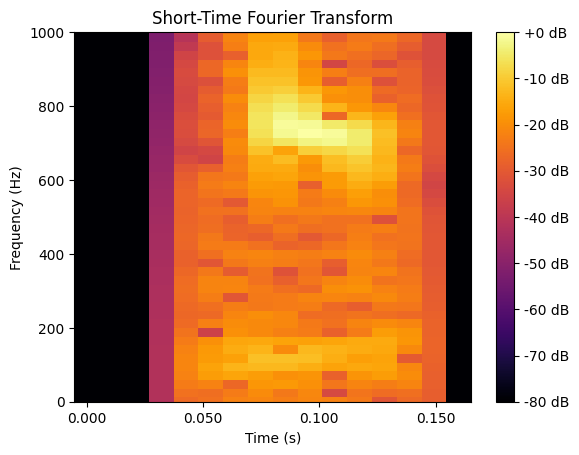 Short-Time Fourier Transform
1000
800
600
400
200
0
Frequency (Hz)
0.000
0.050
0.100
0.150
Time (s)
+0 dB
-10 dB
-20 dB
-30 dB
-40 dB
-50 dB
-60 dB
-70 dB
-80 dB